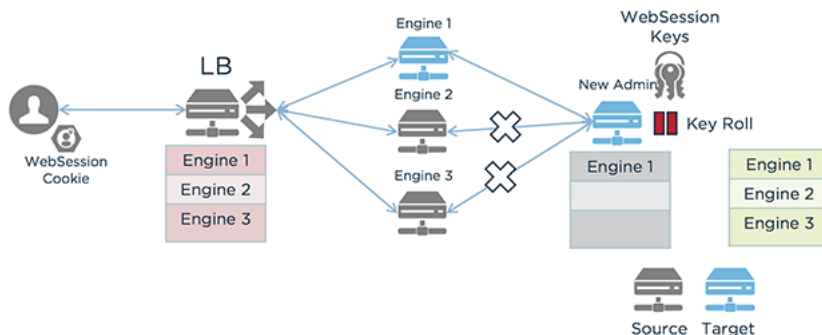 Engine 1
WebSession
Keys
LB
New Admin
Engine 2
Key Roll
WebSession
Cookie
Engine 1
Engine 2
Engine 3
Engine 3
Engine 1
Engine 1
Engine 2
Engine 3
Source
Target